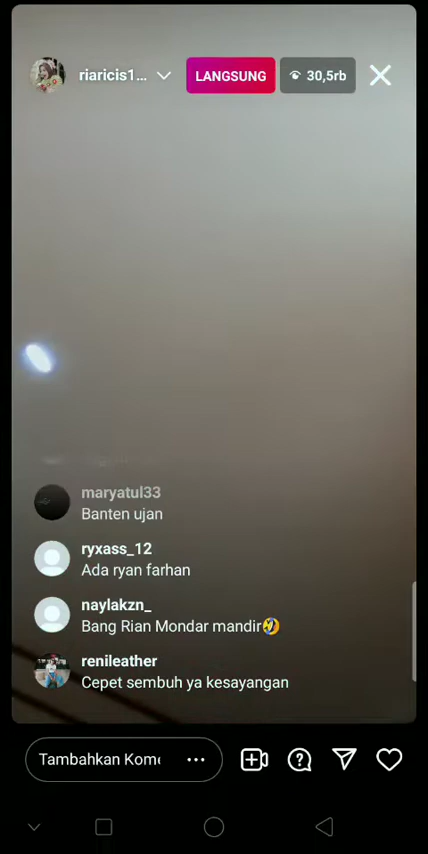 riaricis1...
LANGSUNG
30,5rb
maryatul33
Banten ujan
ryxass_12
Ada ryan farhan
naylakzn_
Bang Rian Mondar mandir🤣
renileather
Cepet sembuh ya kesayangan
Tambahkan Kome